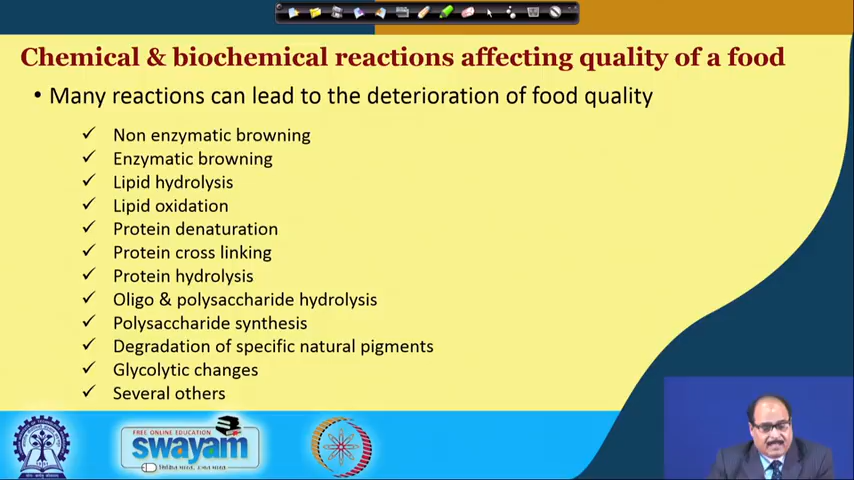 Chemical & biochemical reactions affecting quality of a food
• Many reactions can lead to the deterioration of food quality
✓ Non enzymatic browning
✓ Enzymatic browning
✓ Lipid hydrolysis
✓ Lipid oxidation
✓ Protein denaturation
✓ Protein cross linking
✓ Protein hydrolysis
✓ Oligo & polysaccharide hydrolysis
✓ Polysaccharide synthesis
✓ Degradation of specific natural pigments
✓ Glycolytic changes
✓ Several others
FREE ONLINE EDUCATION
swayam